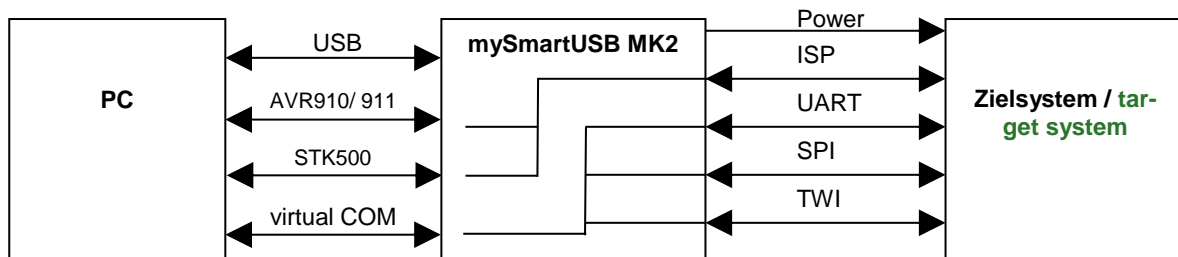 PC
USB
AVR910/ 911
STK500
virtual COM
mySmartUSB MK2
Power
ISP
UART
SPI
TWI
Zielsystem / tar-
get system